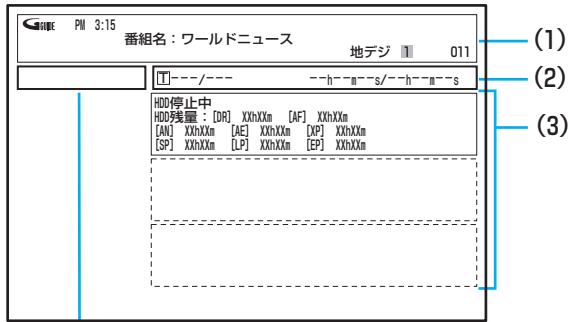 GGUIDE PM 3:15
番組名：ワールドニュース
地デジ 1 011
(1)
T---/--- --h--m--s/--h--m--s
(2)
HDD停止中
HDD残量：[DR] XXhXXm [AF] XXhXXm
[AN] XXhXXm [AE] XXhXXm [XP] XXhXXm
[SP] XXhXXm [LP] XXhXXm [EP] XXhXXm
(3)